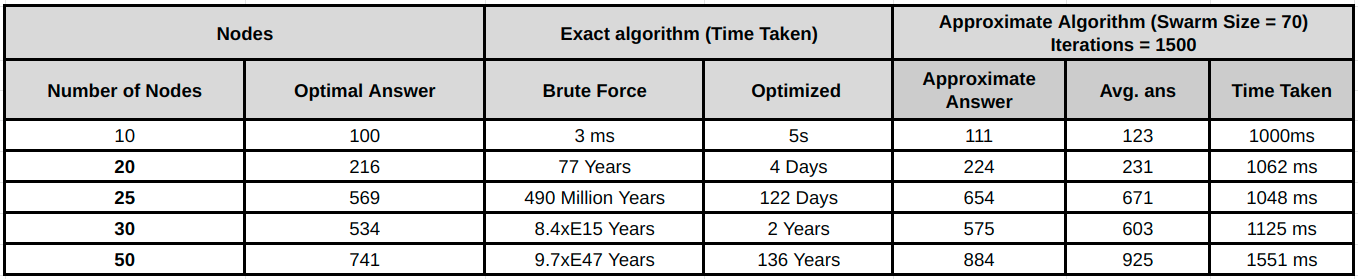 Nodes Exact algorithm (Time Taken) Approximate Algorithm (Swarm Size = 70)
Iterations = 1500
Number of Nodes Optimal Answer Brute Force Optimized Approximate
Answer Avg. ans Time Taken
10 100 3 ms 5s 111 123 1000ms
20 216 77 Years 4 Days 224 231 1062 ms
25 569 490 Million Years 122 Days 654 671 1048 ms
30 534 8.4xE15 Years 2 Years 575 603 1125 ms
50 741 9.7xE47 Years 136 Years 884 925 1551 ms